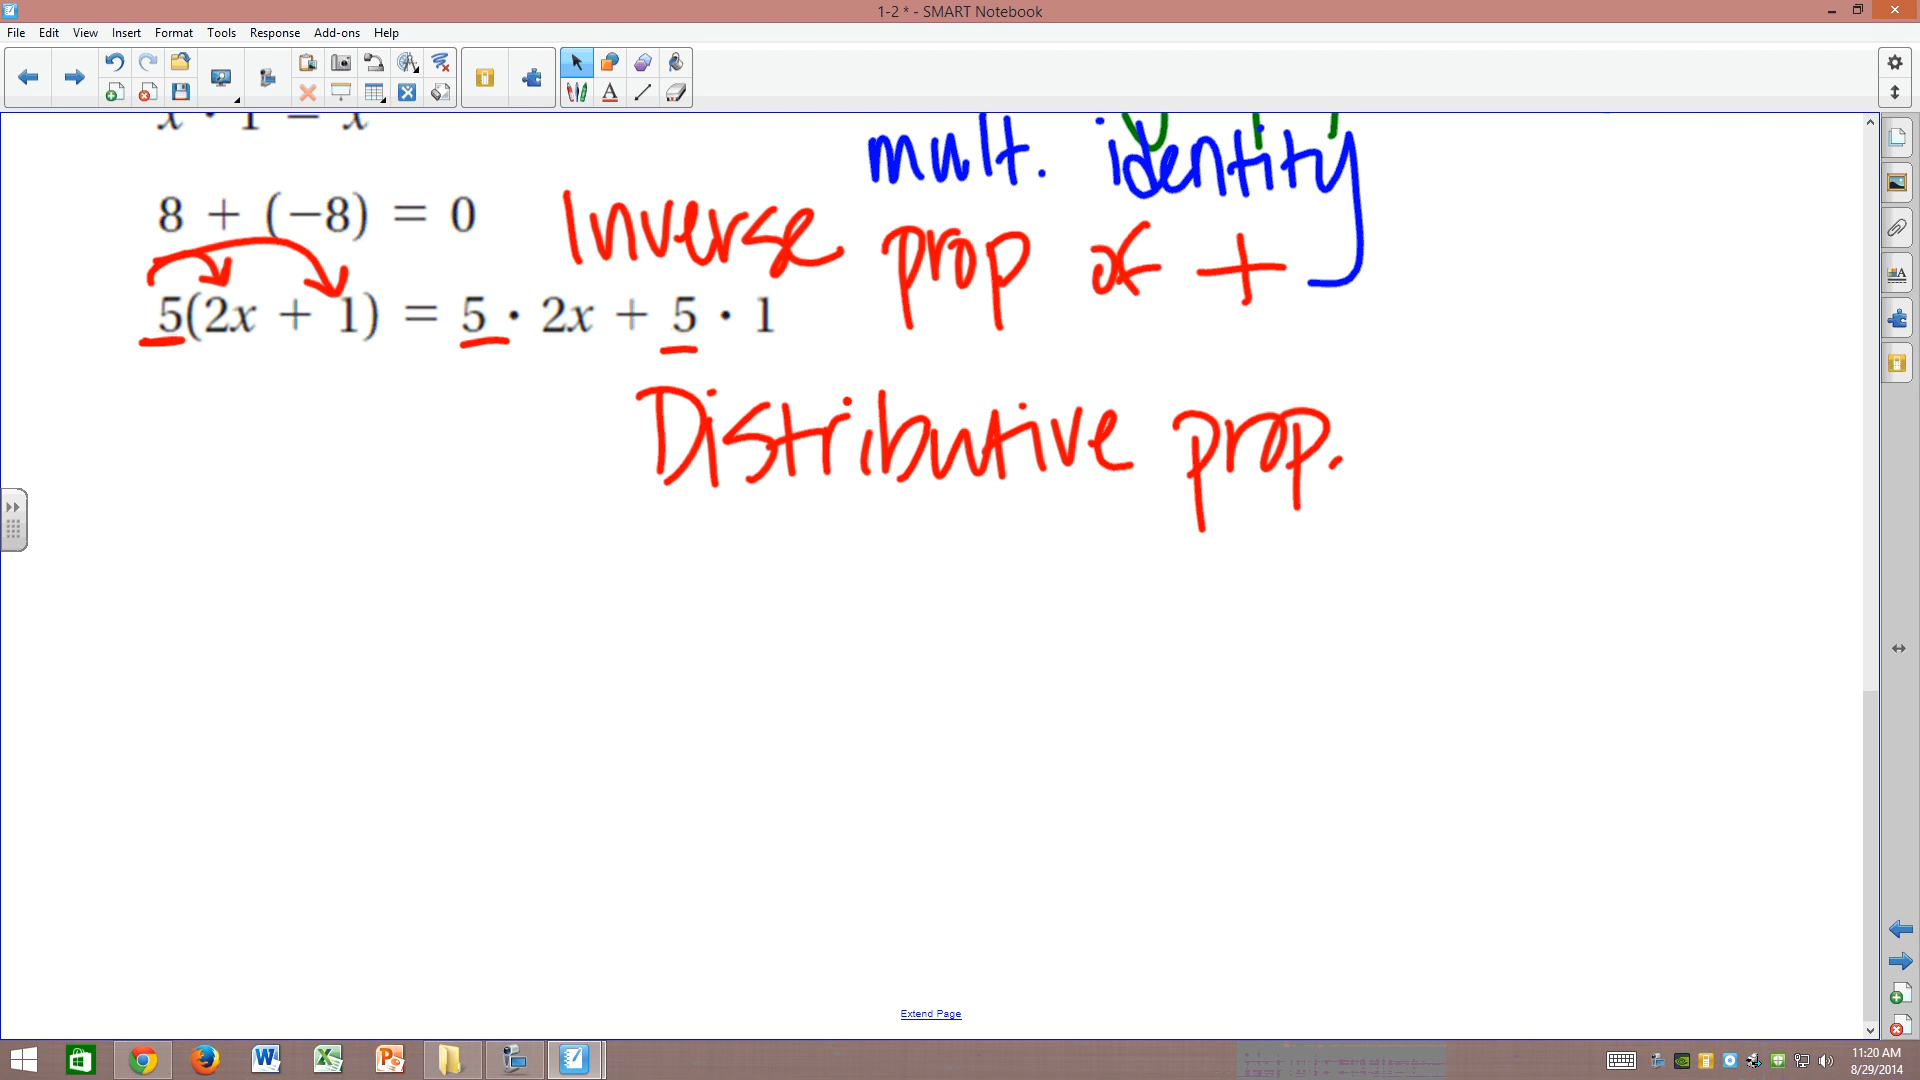 1-2 * - SMART Notebook
File Edit View Insert Format Tools Response Add-ons Help
x · 1 = x
mult. identity
8 + (−8) = 0
Inverse prop of +
5(2x + 1) = 5 · 2x + 5 · 1
Distributive prop.
Extend Page
11:20 AM
8/29/2014